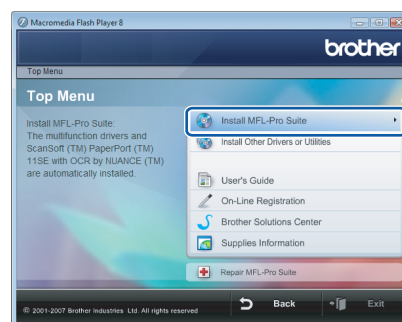 Macromedia Flash Player 8
brother
Top Menu
Top Menu
Install MFL-Pro Suite:
The multifunction drivers and
ScanSoft (TM) PaperPort (TM)
11SE with OCR by NUANCE (TM)
are automatically installed.
Install MFL-Pro Suite
Install Other Drivers or Utilities
User's Guide
On-Line Registration
Brother Solutions Center
Supplies Information
Repair MFL-Pro Suite
© 2001-2007 Brother Industries Ltd. All rights reserved
Back
Exit